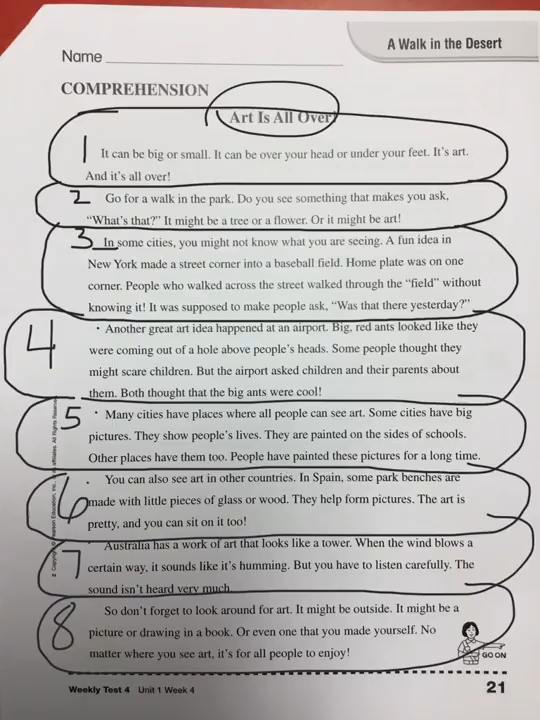 A Walk in the Desert
Name
COMPREHENSION
Art Is All Over
1 It can be big or small. It can be over your head or under your feet. It's art.
And it's all over!
2 Go for a walk in the park. Do you see something that makes you ask,
“What's that?” It might be a tree or a flower. Or it might be art!
3 In some cities, you might not know what you are seeing. A fun idea in
New York made a street corner into a baseball field. Home plate was on one
corner. People who walked across the street walked through the “field” without
knowing it! It was supposed to make people ask, “Was that there yesterday?”
4 • Another great art idea happened at an airport. Big, red ants looked like they
were coming out of a hole above people's heads. Some people thought they
might scare children. But the airport asked children and their parents about
them. Both thought that the big ants were cool!
5 • Many cities have places where all people can see art. Some cities have big
pictures. They show people's lives. They are painted on the sides of schools.
Other places have them too. People have painted these pictures for a long time.
6 . You can also see art in other countries. In Spain, some park benches are
made with little pieces of glass or wood. They help form pictures. The art is
pretty, and you can sit on it too!
7 Australia has a work of art that looks like a tower. When the wind blows a
certain way, it sounds like it's humming. But you have to listen carefully. The
sound isn't heard very much.
8 So don't forget to look around for art. It might be outside. It might be a
picture or drawing in a book. Or even one that you made yourself. No
matter where you see art, it's for all people to enjoy!
GO ON
Weekly Test 4 Unit 1 Week 4
21